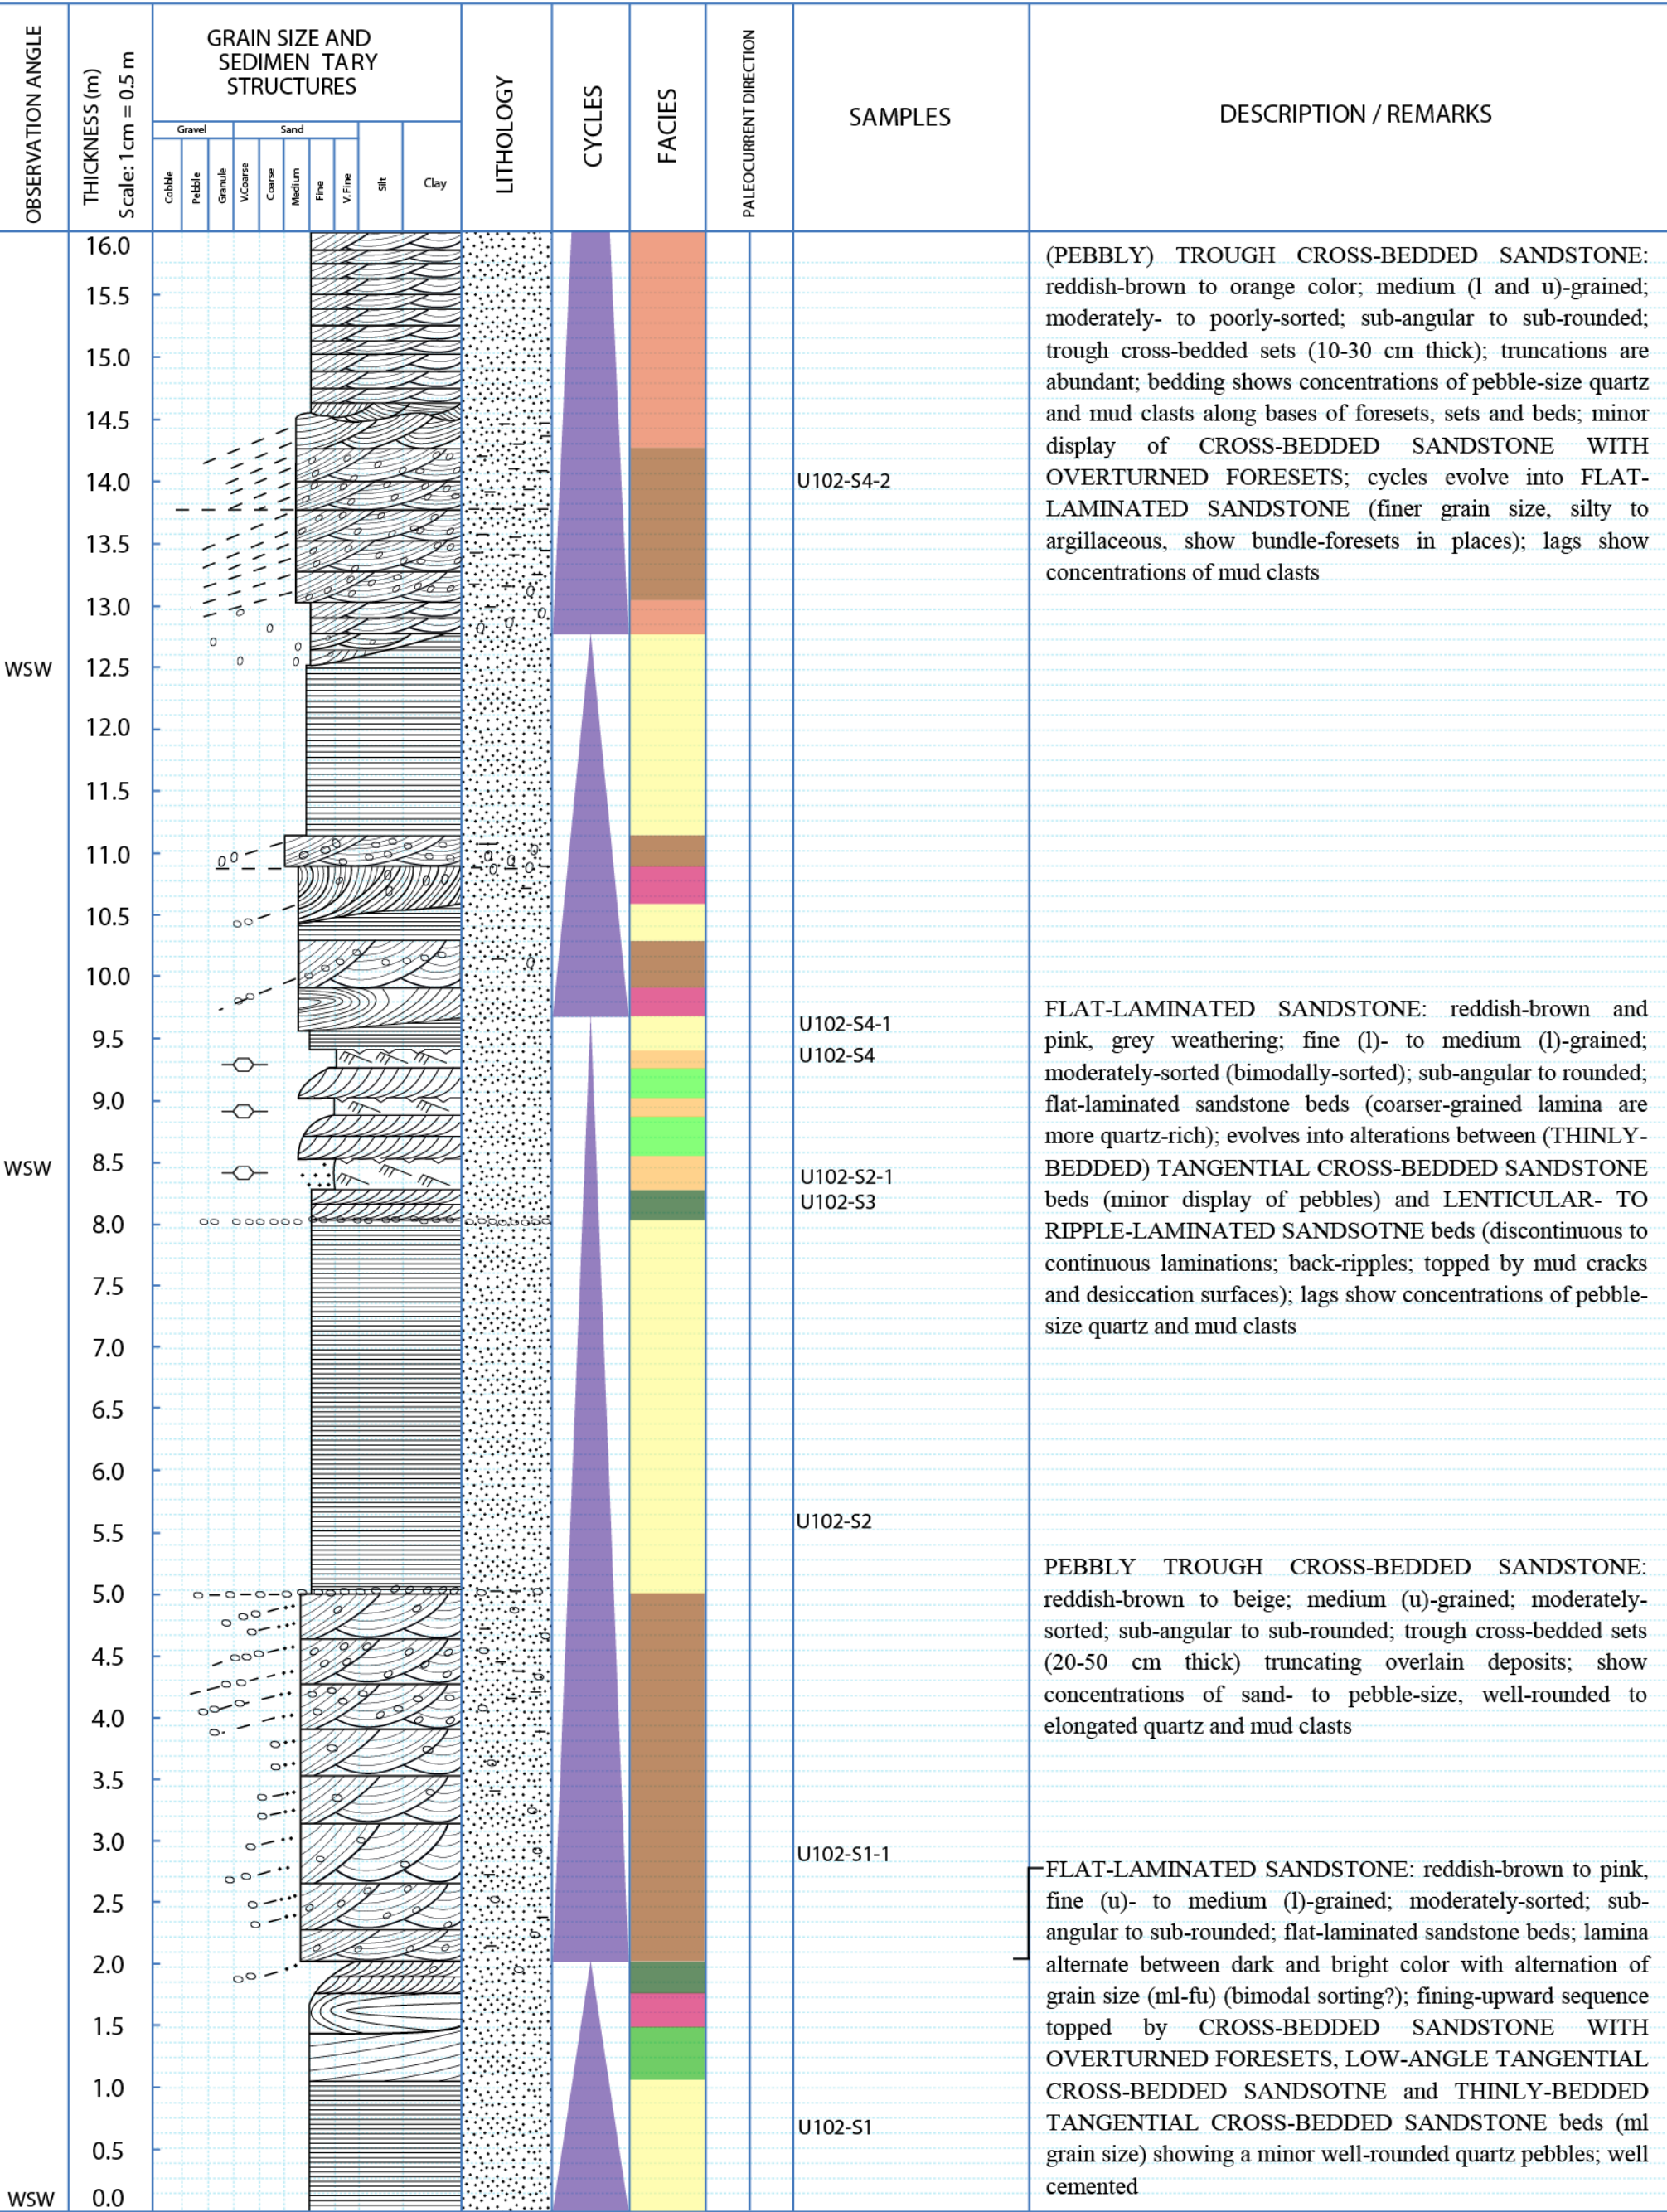 OBSERVATION ANGLE
THICKNESS (m)
Scale: 1cm = 0.5 m
GRAIN SIZE AND
SEDIMEN TARY
STRUCTURES
Gravel
Sand
Cobble
Pebble
Granule
V.Coarse
Coarse
Medium
Fine
V. Fine
Silt
Clay
LITHOLOGY
CYCLES
FACIES
PALEOCURRENT DIRECTION
SAMPLES
DESCRIPTION / REMARKS
16.0
15.5
15.0
14.5
14.0
13.5
13.0
12.5
12.0
11.5
11.0
10.5
10.0
9.5
9.0
8.5
8.0
7.5
7.0
6.5
6.0
5.5
5.0
4.5
4.0
3.5
3.0
2.5
2.0
1.5
1.0
0.5
0.0
WSW
WSW
WSW
U102-S4-2
U102-S4-1
U102-S4
U102-S2-1
U102-S3
U102-S2
U102-S1-1
U102-S1
(PEBBLY) TROUGH CROSS-BEDDED SANDSTONE:
reddish-brown to orange color; medium (l and u)-grained;
moderately- to poorly-sorted; sub-angular to sub-rounded;
trough cross-bedded sets (10-30 cm thick); truncations are
abundant; bedding shows concentrations of pebble-size quartz
and mud clasts along bases of foresets, sets and beds; minor
display of CROSS-BEDDED SANDSTONE WITH
OVERTURNED FORESETS; cycles evolve into FLAT-
LAMINATED SANDSTONE (finer grain size, silty to
argillaceous, show bundle-foresets in places); lags show
concentrations of mud clasts
FLAT-LAMINATED SANDSTONE: reddish-brown and
pink, grey weathering; fine (l)- to medium (l)-grained;
moderately-sorted (bimodally-sorted); sub-angular to rounded;
flat-laminated sandstone beds (coarser-grained lamina are
more quartz-rich); evolves into alterations between (THINLY-
BEDDED) TANGENTIAL CROSS-BEDDED SANDSTONE
beds (minor display of pebbles) and LENTICULAR- TO
RIPPLE-LAMINATED SANDSOTNE beds (discontinuous to
continuous laminations; back-ripples; topped by mud cracks
and desiccation surfaces); lags show concentrations of pebble-
size quartz and mud clasts
PEBBLY TROUGH CROSS-BEDDED SANDSTONE:
reddish-brown to beige; medium (u)-grained; moderately-
sorted; sub-angular to sub-rounded; trough cross-bedded sets
(20-50 cm thick) truncating overlain deposits; show
concentrations of sand- to pebble-size, well-rounded to
elongated quartz and mud clasts
FLAT-LAMINATED SANDSTONE: reddish-brown to pink,
fine (u)- to medium (l)-grained; moderately-sorted; sub-
angular to sub-rounded; flat-laminated sandstone beds; lamina
alternate between dark and bright color with alternation of
grain size (ml-fu) (bimodal sorting?); fining-upward sequence
topped by CROSS-BEDDED SANDSTONE WITH
OVERTURNED FORESETS, LOW-ANGLE TANGENTIAL
CROSS-BEDDED SANDSOTNE and THINLY-BEDDED
TANGENTIAL CROSS-BEDDED SANDSTONE beds (ml
grain size) showing a minor well-rounded quartz pebbles; well
cemented